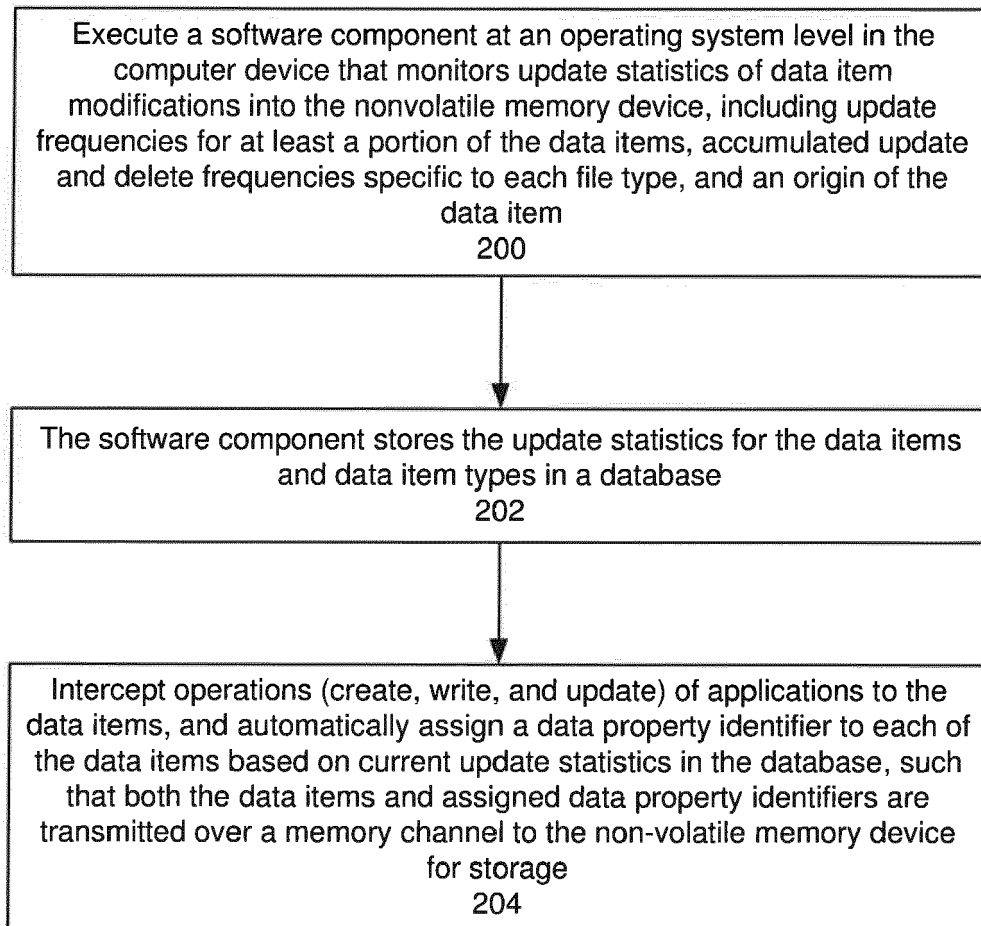 Execute a software component at an operating system level in the
computer device that monitors update statistics of data item
modifications into the nonvolatile memory device, including update
frequencies for at least a portion of the data items, accumulated update
and delete frequencies specific to each file type, and an origin of the
data item
200
The software component stores the update statistics for the data items
and data item types in a database
202
Intercept operations (create, write, and update) of applications to the
data items, and automatically assign a data property identifier to each of
the data items based on current update statistics in the database, such
that both the data items and assigned data property identifiers are
transmitted over a memory channel to the non-volatile memory device
for storage
204